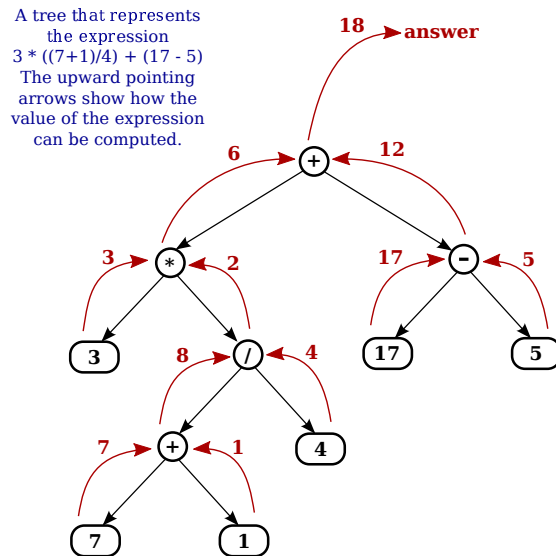 A tree that represents
the expression
3 * ((7+1)/4) + (17 - 5)
The upward pointing
arrows show how the
value of the expression
can be computed.
18
answer
6
12
+
3
*
2
17
-
5
3
8
/
4
17
5
7
+
1
4
7
1